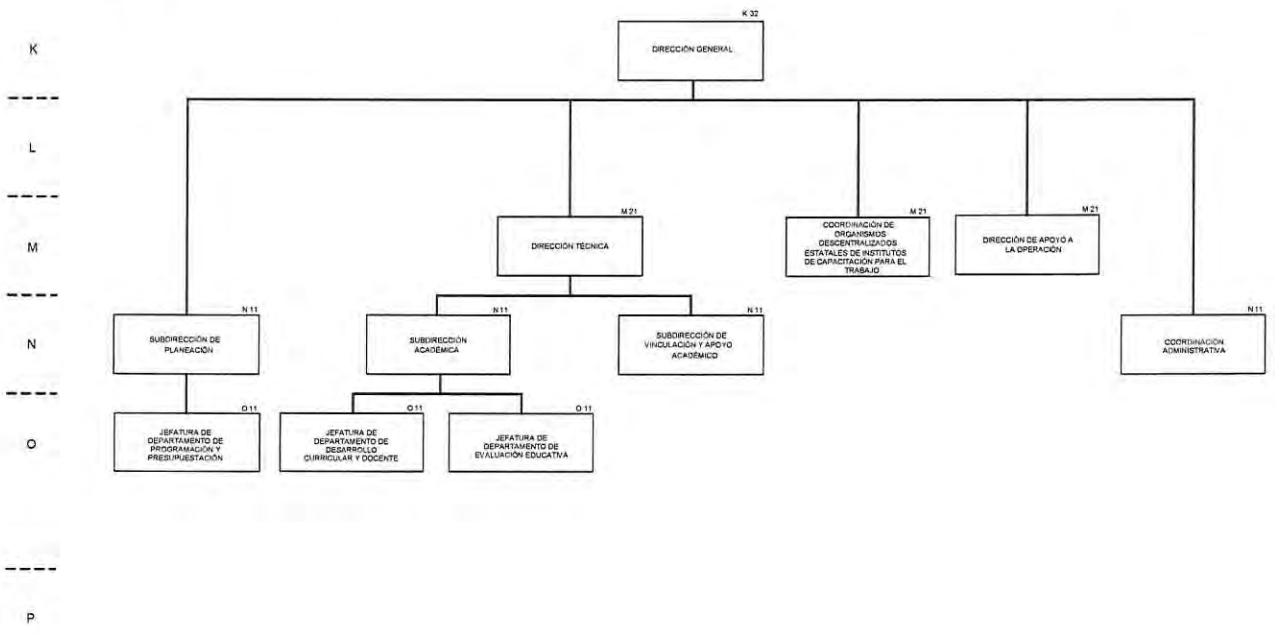 K 32
K
DIRECCIÓN GENERAL
L
M 21
M 21
M 21
M
DIRECCIÓN TÉCNICA
COORDINACIÓN DE
ORGANISMOS
DESCENTRALIZADOS
ESTATALES DE INSTITUTOS
DE CAPACITACIÓN PARA EL
TRABAJO
DIRECCIÓN DE APOYO A
LA OPERACIÓN
N 11
N 11
N 11
N 11
N
SUBDIRECCIÓN DE
PLANEACIÓN
SUBDIRECCIÓN
ACADÉMICA
SUBDIRECCIÓN DE
VINCULACIÓN Y APOYO
ACADÉMICO
COORDINACIÓN
ADMINISTRATIVA
O 11
O 11
O 11
O
JEFATURA DE
DEPARTAMENTO DE
PROGRAMACIÓN Y
PRESUPUESTACIÓN
JEFATURA DE
DEPARTAMENTO DE
DESARROLLO
CURRICULAR Y DOCENTE
JEFATURA DE
DEPARTAMENTO DE
EVALUACIÓN EDUCATIVA
P